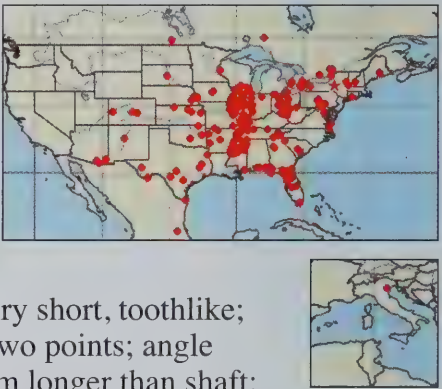 ry short, toothlike;
wo points; angle
m longer than shaft;